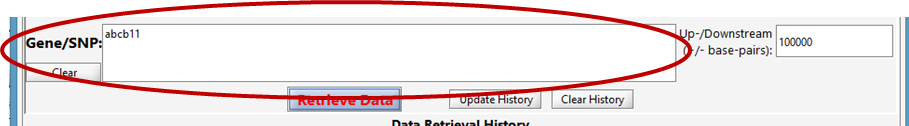 Gene/SNP: abcb11 Up-/Downstream
(+/- base-pairs): 100000
Clear
Retrieve Data Update History Clear History
Data Retrieval History